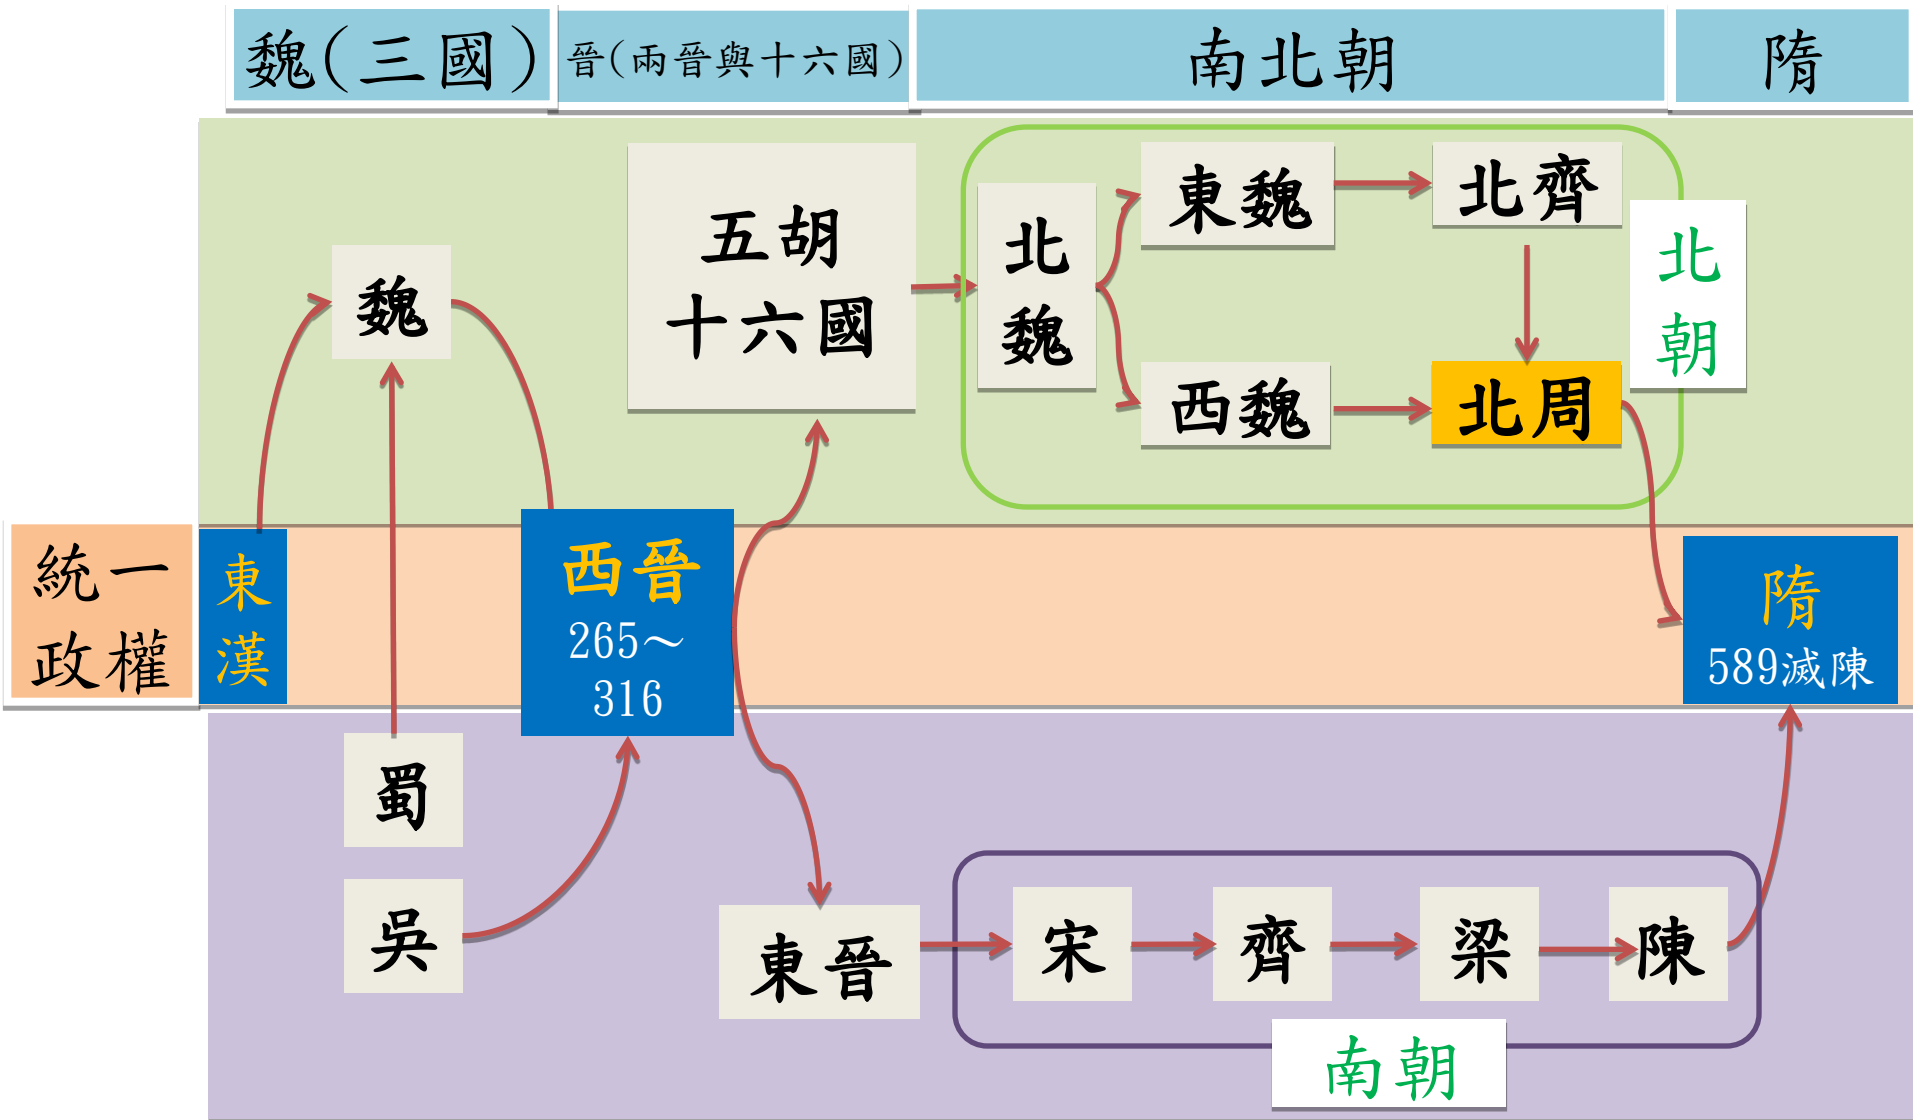 魏(三國)
晉(兩晉與十六國)
南北朝
隋
五胡
十六國
魏
北
魏
東魏
北齊
西魏
北周
北
朝
統一
政權
東
漢
西晉
265～
316
隋
589滅陳
蜀
吳
東晉
宋
齊
梁
陳
南朝